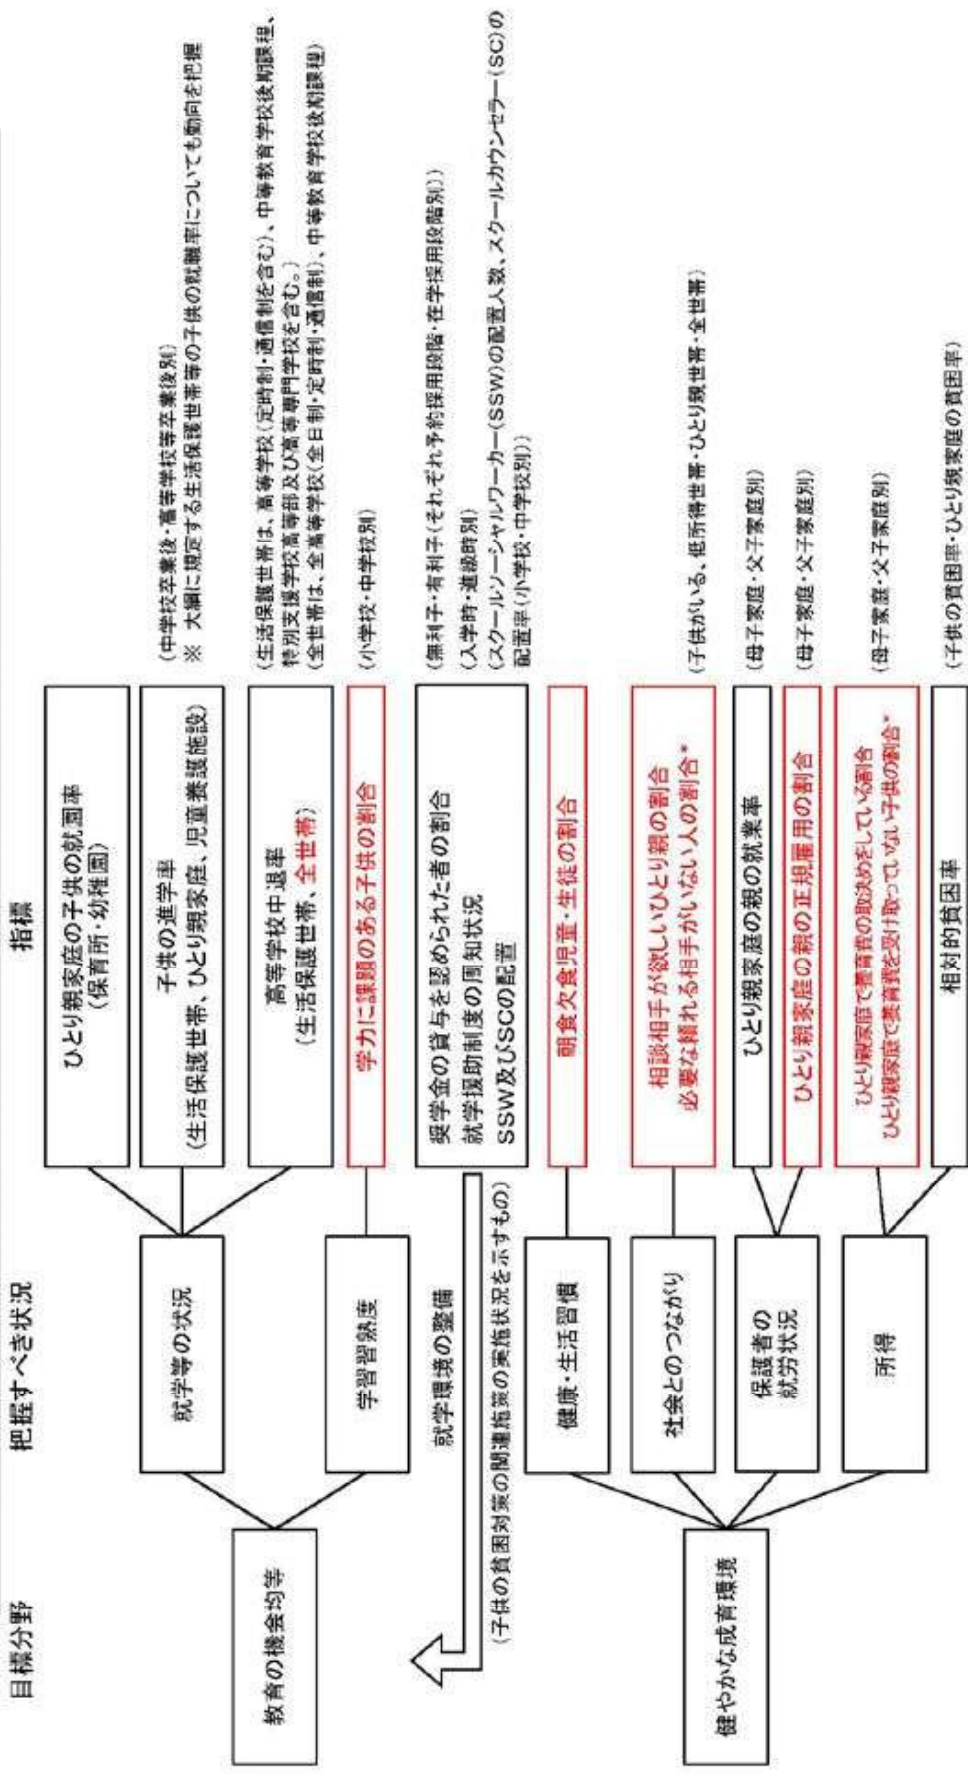 目標分野
把握すべき状況
指標
教育の機会均等
就学等の状況
ひとり親家庭の子供の就園率
(保育所・幼稚園)
子供の進学率
(生活保護世帯、ひとり親家庭、児童養護施設)
(中学校卒業後・高等学校等卒業後別)
※ 大綱に規定する生活保護世帯等の子供の就職率についても動向を把握
高等学校中退率
(生活保護世帯、全世帯)
(生活保護世帯は、高等学校(定時制・通信制を含む)、中等教育学校後期課程、
特別支援学校高等部及び高等専門学校を含む。)
(全世帯は、全高等学校(全日制・定時制・通信制)、中等教育学校後期課程)
学習習熟度
学力に課題のある子供の割合
(小学校・中学校別)
就学環境の整備
(子供の貧困対策の関連施策の実施状況を示すもの)
奨学金の貸与を認められた者の割合
就学援助制度の周知状況
SSW及びSCの配置
(無利子・有利子(それぞれ予約採用段階・在学採用段階別))
(入学時・進級時別)
(スクールソーシャルワーカー(SSW)の配置人数、スクールカウンセラー(SC)の
配置率(小学校・中学校別))
健やかな成育環境
健康・生活習慣
朝食欠食児童・生徒の割合
社会とのつながり
相談相手が欲しいひとり親の割合
必要な頼れる相手がいない人の割合*
(子供がいる、低所得世帯・ひとり親世帯・全世帯)
保護者の
就労状況
ひとり親家庭の親の就業率
(母子家庭・父子家庭別)
ひとり親家庭の親の正規雇用の割合
(母子家庭・父子家庭別)
所得
ひとり親家庭で養育費の取決めをしている割合
ひとり親家庭で養育費を受け取っていない子供の割合*
(母子家庭・父子家庭別)
相対的貧困率
(子供の貧困率・ひとり親家庭の貧困率)